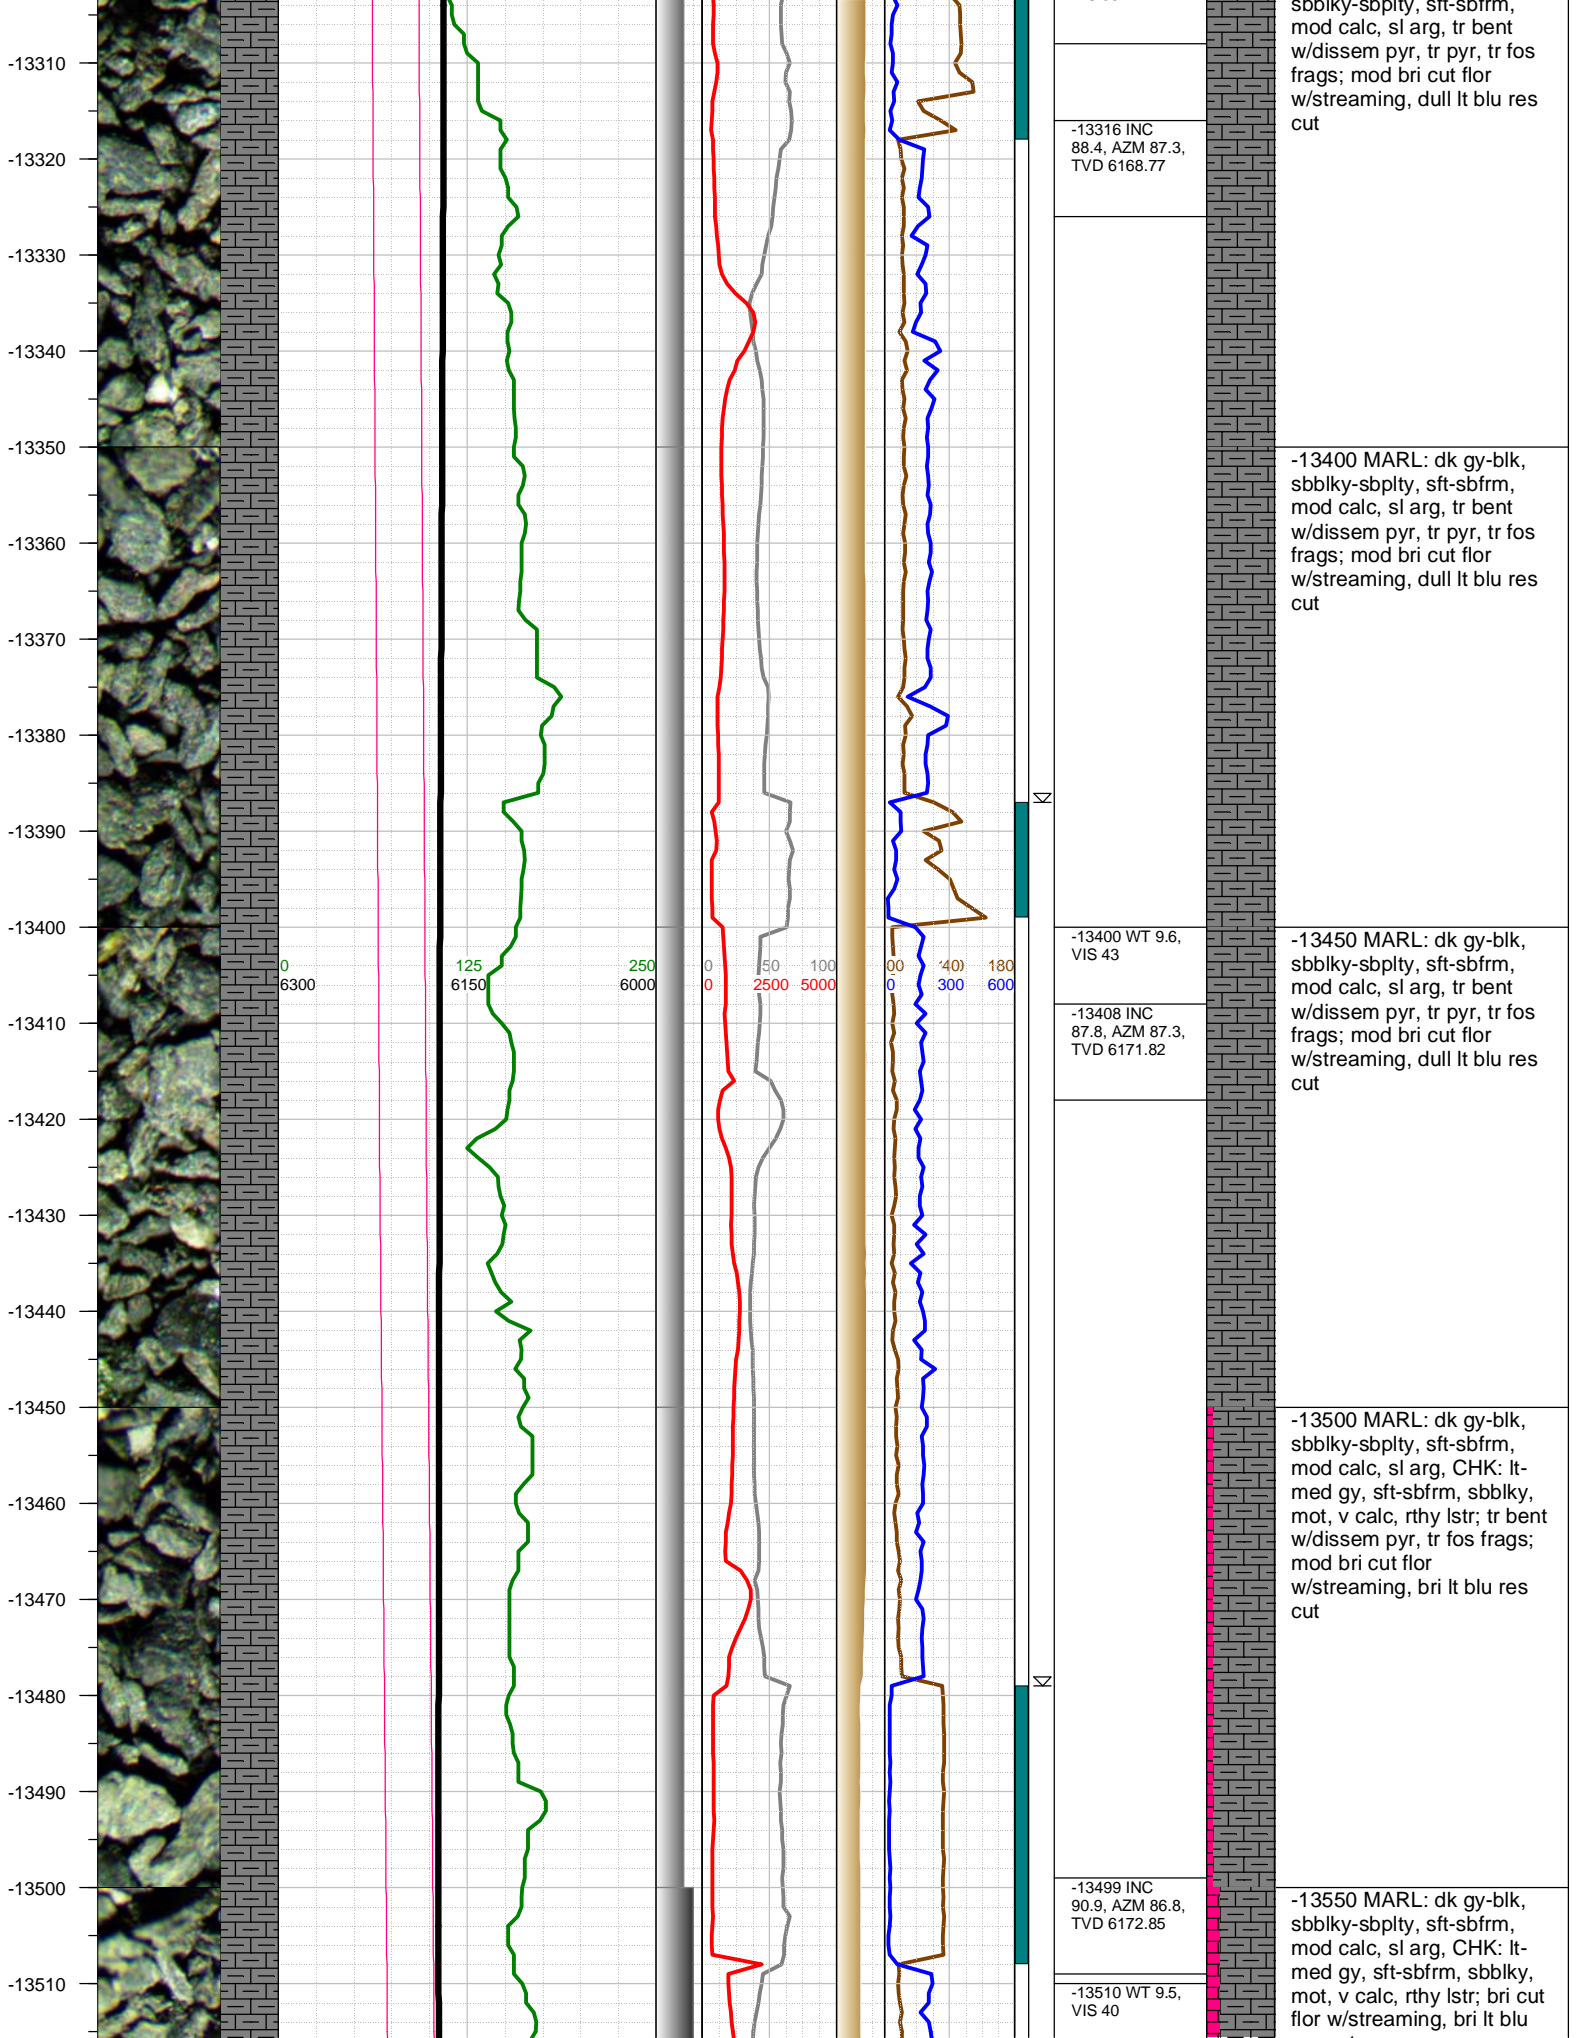 sbblky-sbplty, sft-sbfrm,
mod calc, sl arg, tr bent
w/dissem pyr, tr pyr, tr fos
frags; mod bri cut flor
w/streaming, dull lt blu res
cut
-13310
-13316 INC
88.4, AZM 87.3,
TVD 6168.77
-13320
-13330
-13340
-13350
-13400 MARL: dk gy-blk,
sbblky-sbplty, sft-sbfrm,
mod calc, sl arg, tr bent
w/dissem pyr, tr pyr, tr fos
frags; mod bri cut flor
w/streaming, dull lt blu res
cut
-13360
-13370
-13380
-13390
-13400
-13400 WT 9.6,
VIS 43
-13450 MARL: dk gy-blk,
sbblky-sbplty, sft-sbfrm,
mod calc, sl arg, tr bent
w/dissem pyr, tr pyr, tr fos
frags; mod bri cut flor
w/streaming, dull lt blu res
cut
0 125 250 0 50 100 00 40 180
6300 6150 6000 0 2500 5000 0 300 600
-13408 INC
87.8, AZM 87.3,
TVD 6171.82
-13410
-13420
-13430
-13440
-13450
-13500 MARL: dk gy-blk,
sbblky-sbplty, sft-sbfrm,
mod calc, sl arg, CHK: lt-
med gy, sft-sbfrm, sbblky,
mot, v calc, rthy lstr; tr bent
w/dissem pyr, tr fos frags;
mod bri cut flor
w/streaming, bri lt blu res
cut
-13460
-13470
-13480
-13490
-13500
-13499 INC
90.9, AZM 86.8,
TVD 6172.85
-13550 MARL: dk gy-blk,
sbblky-sbplty, sft-sbfrm,
mod calc, sl arg, CHK: lt-
med gy, sft-sbfrm, sbblky,
mot, v calc, rthy lstr; bri cut
flor w/streaming, bri lt blu
-13510
-13510 WT 9.5,
VIS 40